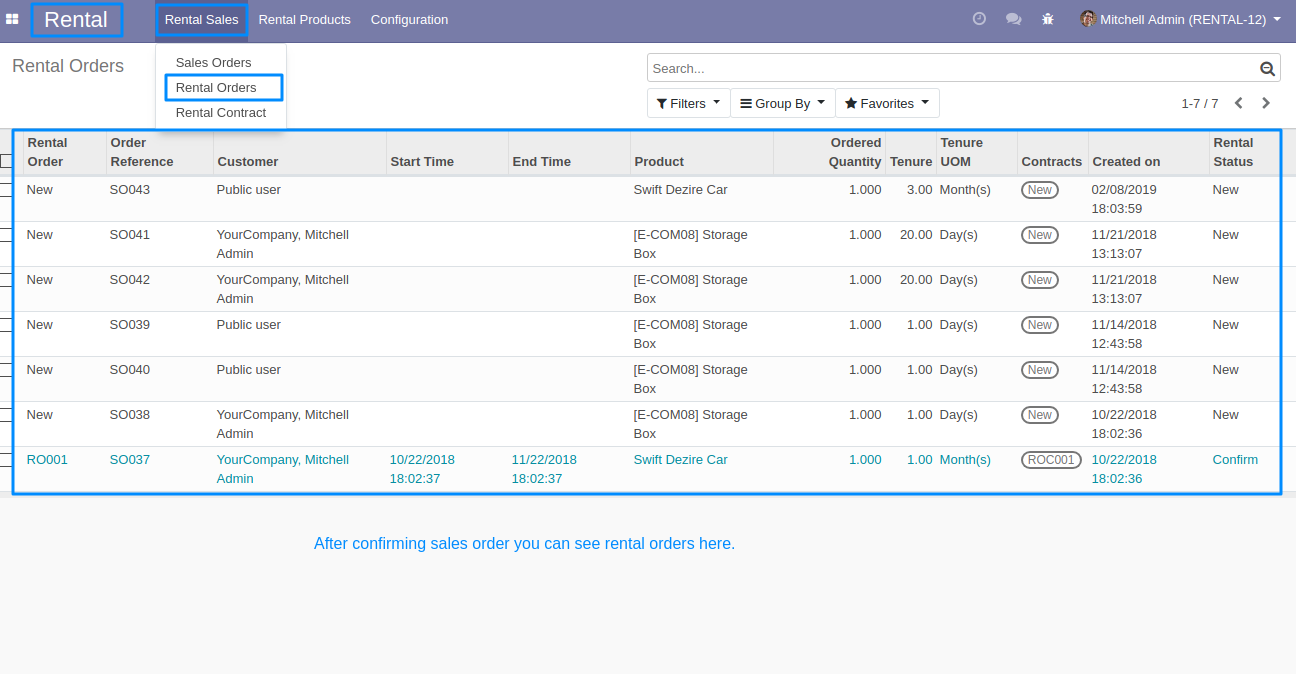 Rental Rental Sales Rental Products Configuration Mitchell Admin (RENTAL-12)
Rental Orders
Sales Orders
Rental Orders
Rental Contract
Search...
Filters Group By Favorites 1-7 / 7
Rental Order Ordered Tenure Rental
Order Reference Customer Start Time End Time Product Quantity Tenure UOM Contracts Created on Status
New SO043 Public user Swift Dezire Car 1.000 3.00 Month(s) New 02/08/2019 New
18:03:59
New SO041 YourCompany, Mitchell [E-COM08] Storage 1.000 20.00 Day(s) New 11/21/2018 New
Admin Box 13:13:07
New SO042 YourCompany, Mitchell [E-COM08] Storage 1.000 20.00 Day(s) New 11/21/2018 New
Admin Box 13:13:07
New SO039 Public user [E-COM08] Storage 1.000 1.00 Day(s) New 11/14/2018 New
Box 12:43:58
New SO040 Public user [E-COM08] Storage 1.000 1.00 Day(s) New 11/14/2018 New
Box 12:43:58
New SO038 YourCompany, Mitchell [E-COM08] Storage 1.000 1.00 Day(s) New 10/22/2018 New
Admin Box 18:02:36
RO001 SO037 YourCompany, Mitchell 10/22/2018 11/22/2018 Swift Dezire Car 1.000 1.00 Month(s) ROC001 10/22/2018 Confirm
Admin 18:02:37 18:02:37 18:02:36
After confirming sales order you can see rental orders here.